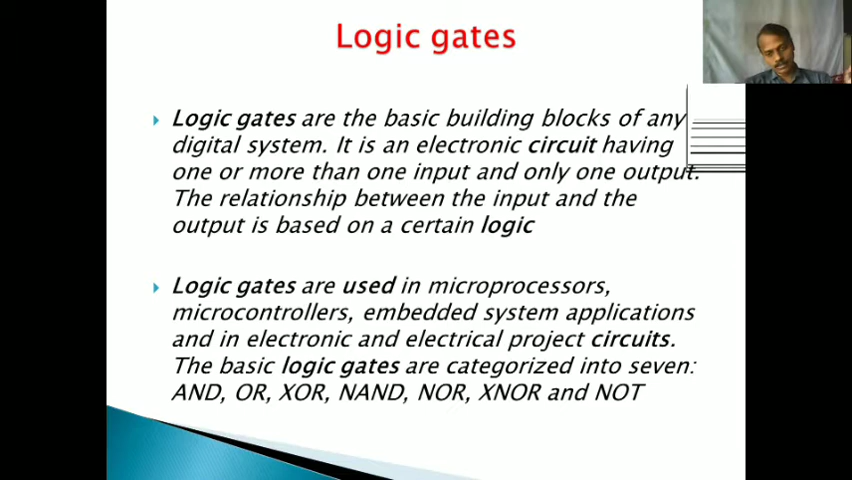 Logic gates
Logic gates are the basic building blocks of any
digital system. It is an electronic circuit having
one or more than one input and only one output.
The relationship between the input and the
output is based on a certain logic
Logic gates are used in microprocessors,
microcontrollers, embedded system applications
and in electronic and electrical project circuits.
The basic logic gates are categorized into seven:
AND, OR, XOR, NAND, NOR, XNOR and NOT